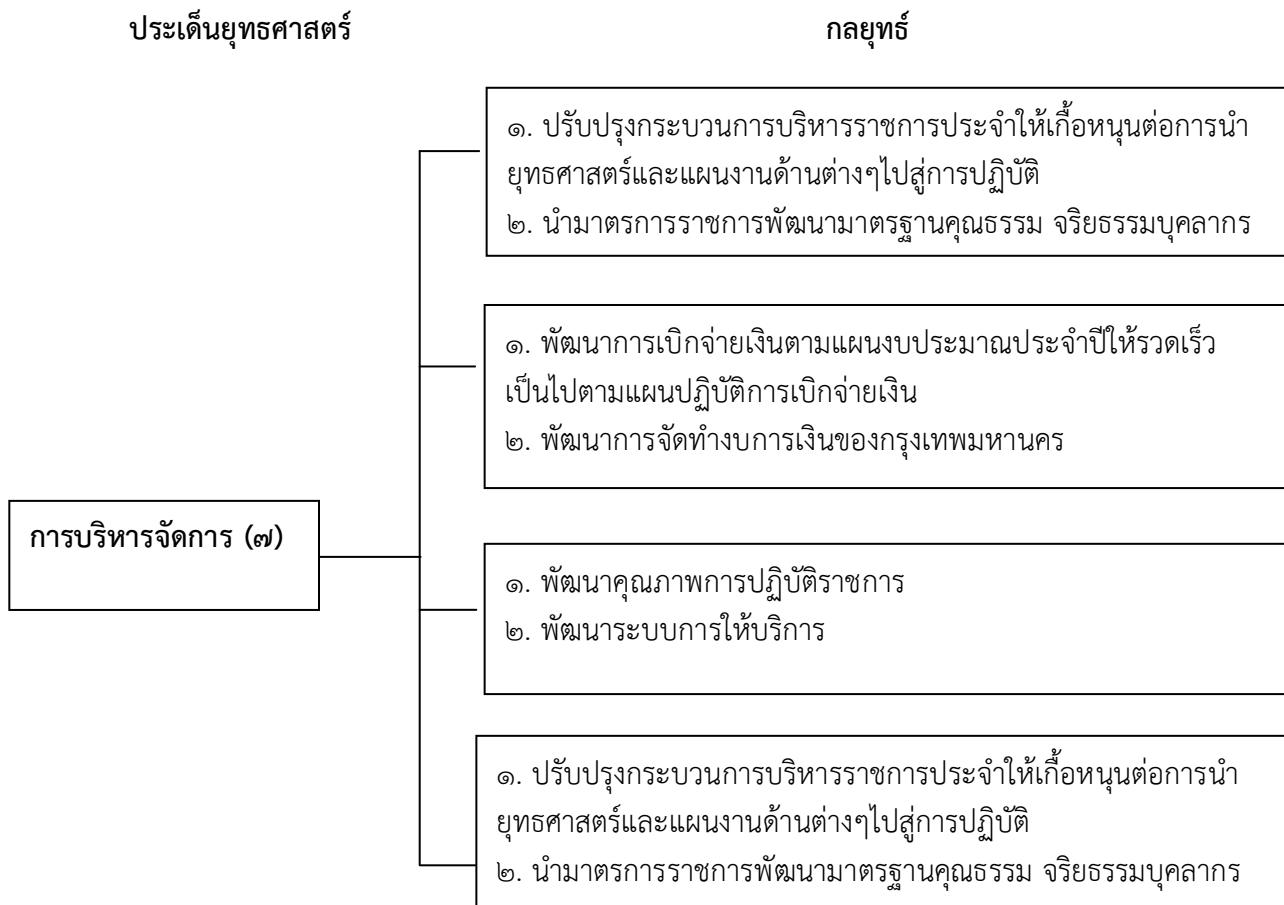 ประเด็นยุทธศาสตร์
กลยุทธ์
๑. ปรับปรุงกระบวนการบริหารราชการประจำให้เกื้อหนุนต่อการนำ
ยุทธศาสตร์และแผนงานด้านต่างๆไปสู่การปฏิบัติ
๒. นำมาตรการราชการพัฒนามาตรฐานคุณธรรม จริยธรรมบุคลากร
๑. พัฒนาการเบิกจ่ายเงินตามแผนงบประมาณประจำปีให้รวดเร็ว
เป็นไปตามแผนปฏิบัติการเบิกจ่ายเงิน
๒. พัฒนาการจัดทำงบการเงินของกรุงเทพมหานคร
การบริหารจัดการ (๗)
๑. พัฒนาคุณภาพการปฏิบัติราชการ
๒. พัฒนาระบบการให้บริการ
๑. ปรับปรุงกระบวนการบริหารราชการประจำให้เกื้อหนุนต่อการนำ
ยุทธศาสตร์และแผนงานด้านต่างๆไปสู่การปฏิบัติ
๒. นำมาตรการราชการพัฒนามาตรฐานคุณธรรม จริยธรรมบุคลากร